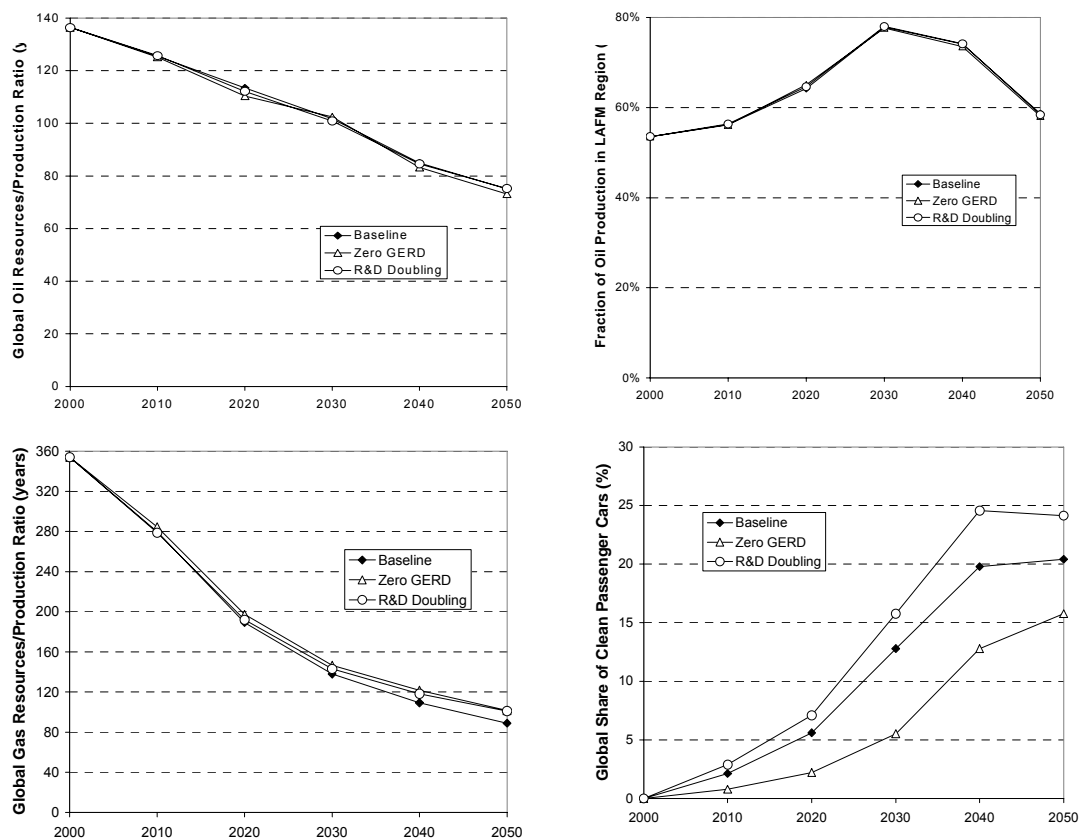 Global Oil Resources/Production Ratio (y
140
120
100
80
60
40
20
0
Baseline
Zero GERD
R&D Doubling
2000 2010 2020 2030 2040 2050
Fraction of Oil Production in LAFM Region (
80%
60%
40%
20%
0%
Baseline
Zero GERD
R&D Doubling
2000 2010 2020 2030 2040 2050
Global Gas Resources/Production Ratio (years)
360
320
280
240
200
160
120
80
40
0
Baseline
Zero GERD
R&D Doubling
2000 2010 2020 2030 2040 2050
Global Share of Clean Passenger Cars (%)
30
25
20
15
10
5
0
Baseline
Zero GERD
R&D Doubling
2000 2010 2020 2030 2040 2050